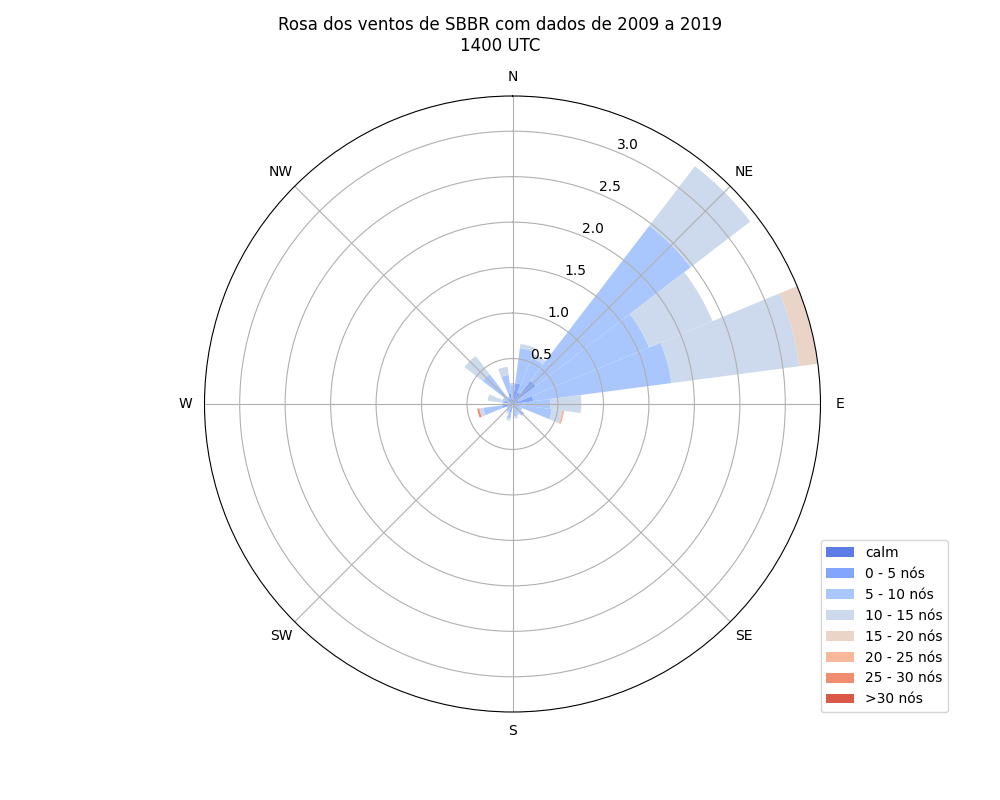 Rosa dos ventos de SBBR com dados de 2009 a 2019
1400 UTC
N
NW
NE
3.0
2.5
2.0
1.5
1.0
0.5
W
E
SW
SE
S
calm
0 - 5 nós
5 - 10 nós
10 - 15 nós
15 - 20 nós
20 - 25 nós
25 - 30 nós
>30 nós